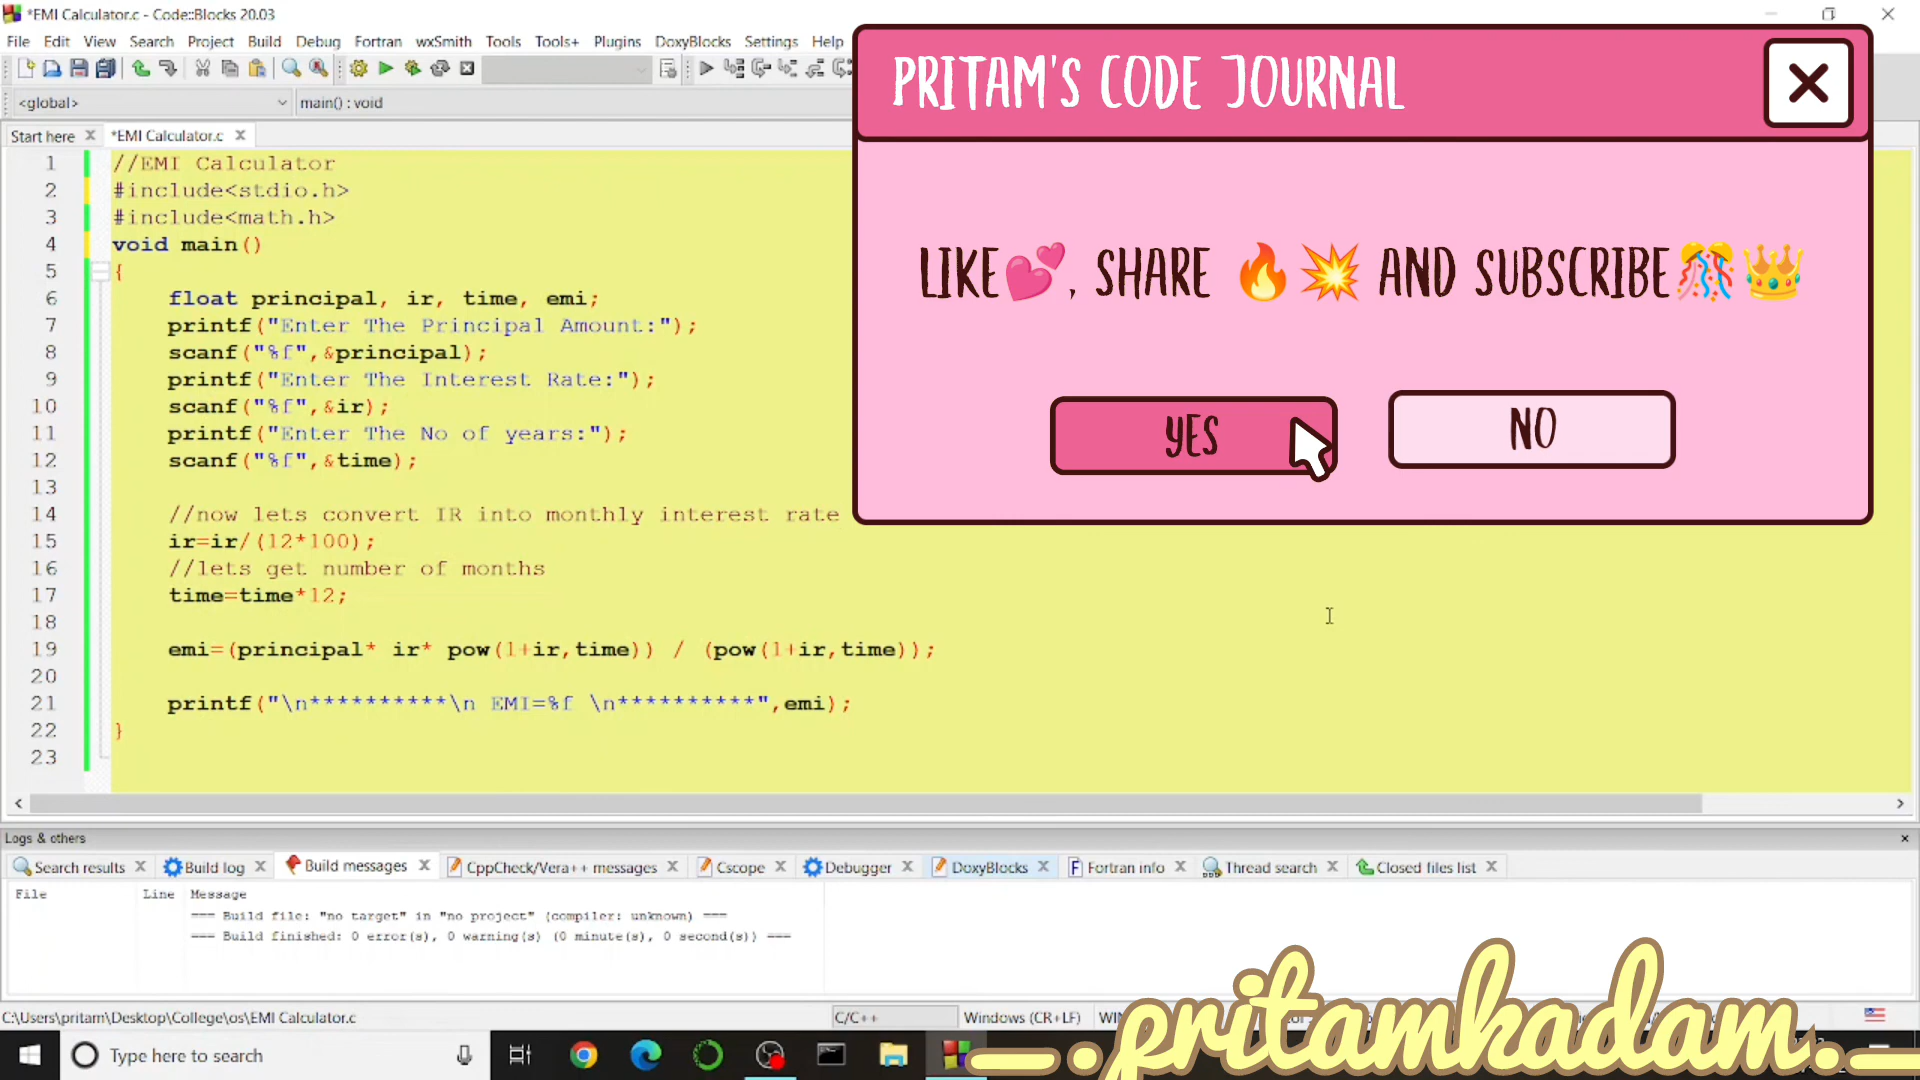 *EMI Calculator.c - Code::Blocks 20.03
File Edit View Search Project Build Debug Fortran wxSmith Tools Tools+ Plugins DoxyBlocks Settings Help
<global> main() : void
Start here *EMI Calculator.c
1 //EMI Calculator
2 #include<stdio.h>
3 #include<math.h>
4 void main()
5 {
6 float principal, ir, time, emi;
7 printf("Enter The Principal Amount:");
8 scanf("%f",&principal);
9 printf("Enter The Interest Rate:");
10 scanf("%f",&ir);
11 printf("Enter The No of years:");
12 scanf("%f",&time);
13
14 //now lets convert IR into monthly interest rate
15 ir=ir/(12*100);
16 //lets get number of months
17 time=time*12;
18
19 emi=(principal* ir* pow(1+ir,time)) / (pow(1+ir,time));
20
21 printf("\n**********\n EMI=%f \n**********",emi);
22 }
23
PRITAM'S CODE JOURNAL
LIKE💕, SHARE 🔥💥 AND SUBSCRIBE🎊👑
YES NO
Logs & others
Search results Build log Build messages CppCheck/Vera++ messages Cscope Debugger DoxyBlocks Fortran info Thread search Closed files list
File Line Message
=== Build file: "no target" in "no project" (compiler: unknown) ===
=== Build finished: 0 error(s), 0 warning(s) (0 minute(s), 0 second(s)) ===
C:\Users\pritam\Desktop\College\os\EMI Calculator.c C/C++ Windows (CR+LF)
Type here to search
_.pritamkadam._